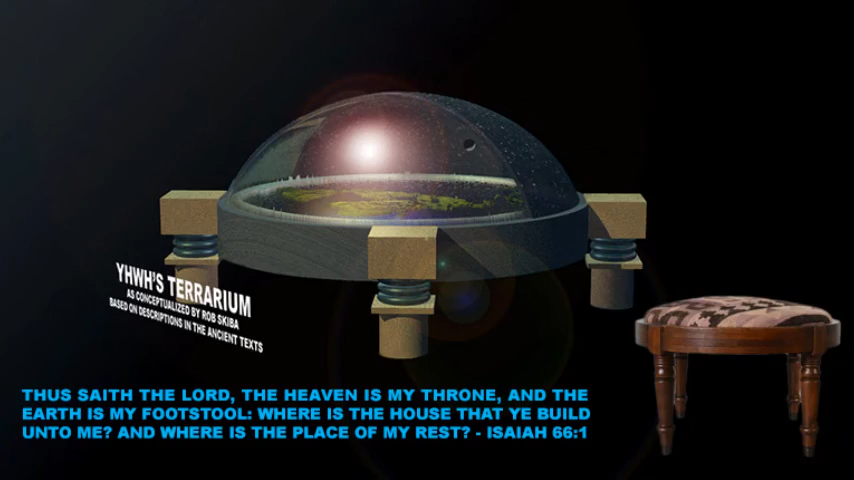 YHWH'S TERRARIUM
AS CONCEPTUALIZED BY ROB SKIBA
BASED ON DESCRIPTIONS IN THE ANCIENT TEXTS
THUS SAITH THE LORD, THE HEAVEN IS MY THRONE, AND THE
EARTH IS MY FOOTSTOOL: WHERE IS THE HOUSE THAT YE BUILD
UNTO ME? AND WHERE IS THE PLACE OF MY REST? - ISAIAH 66:1